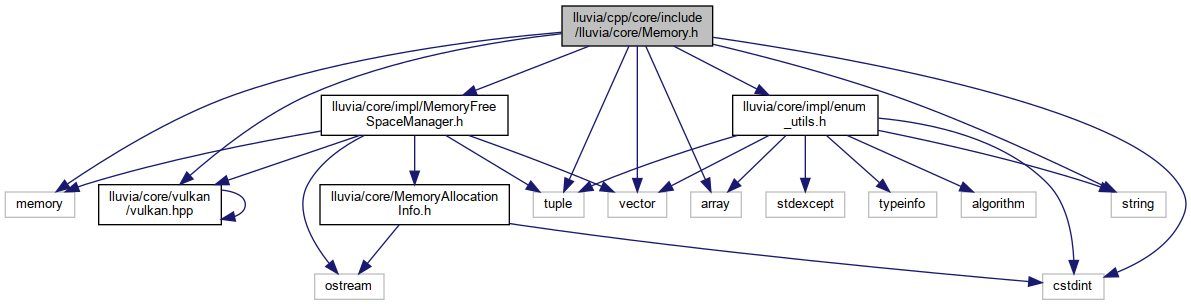 lluvia/cpp/core/include
/lluvia/core/Memory.h
lluvia/core/impl/MemoryFree
SpaceManager.h
lluvia/core/impl/enum
_utils.h
memory
lluvia/core/vulkan
/vulkan.hpp
lluvia/core/MemoryAllocation
Info.h
tuple
vector
array
stdexcept
typeinfo
algorithm
string
ostream
cstdint